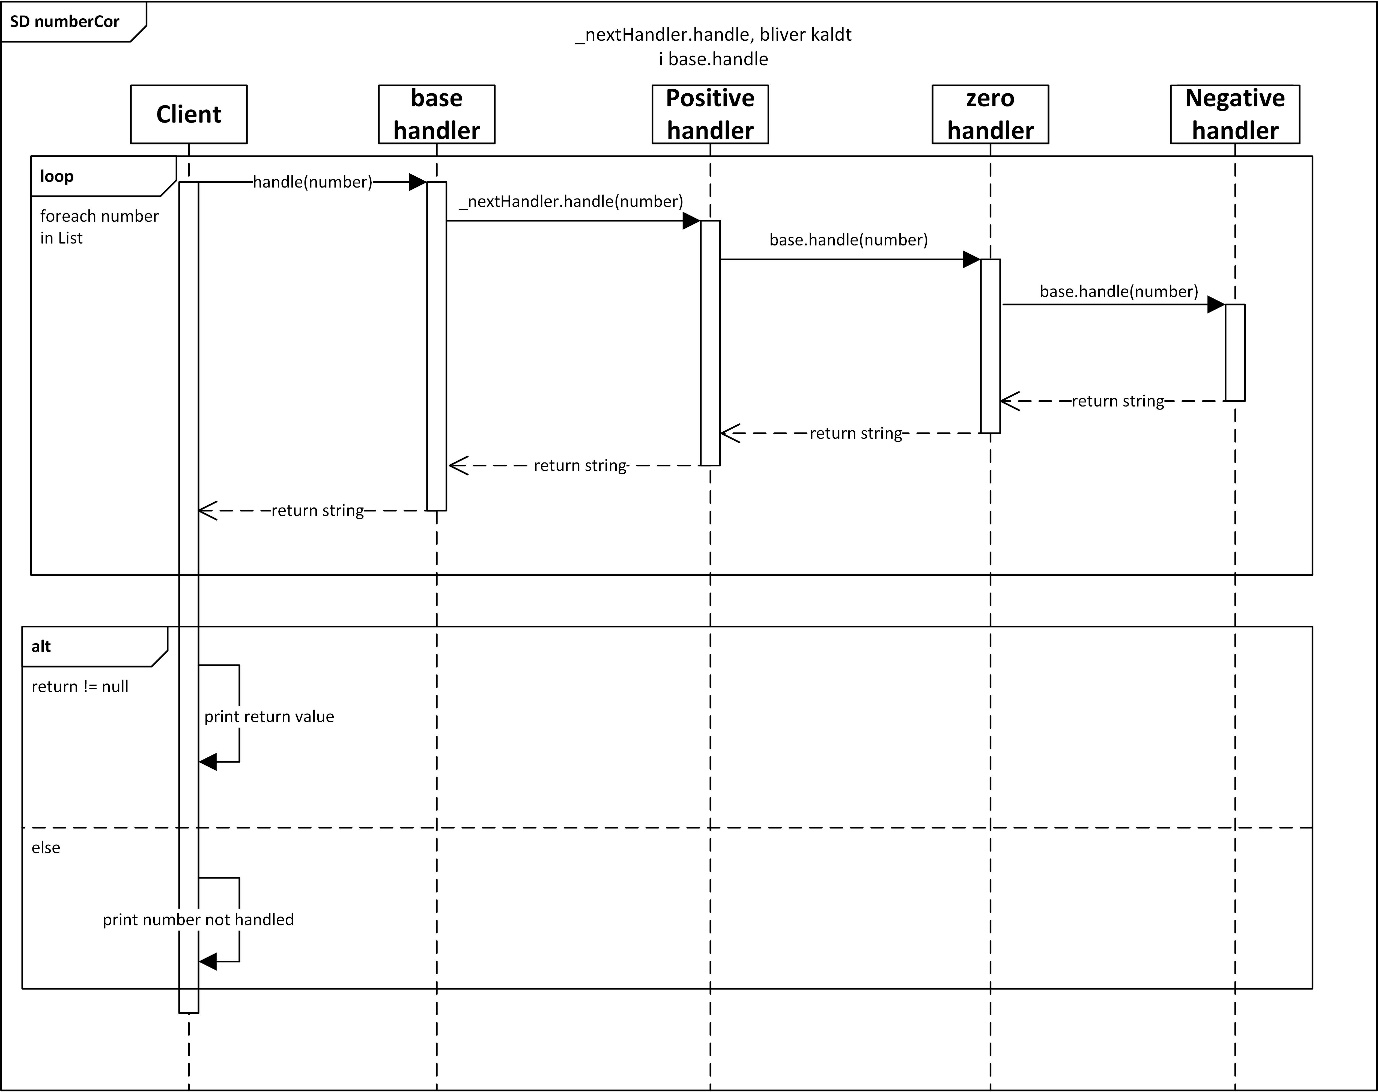 SD numberCor
_nextHandler.handle, bliver kaldt
i base.handle
Client
base
handler
Positive
handler
zero
handler
Negative
handler
loop
foreach number
in List
handle(number)
_nextHandler.handle(number)
base.handle(number)
base.handle(number)
return string
return string
return string
return string
alt
return != null
print return value
else
print number not handled